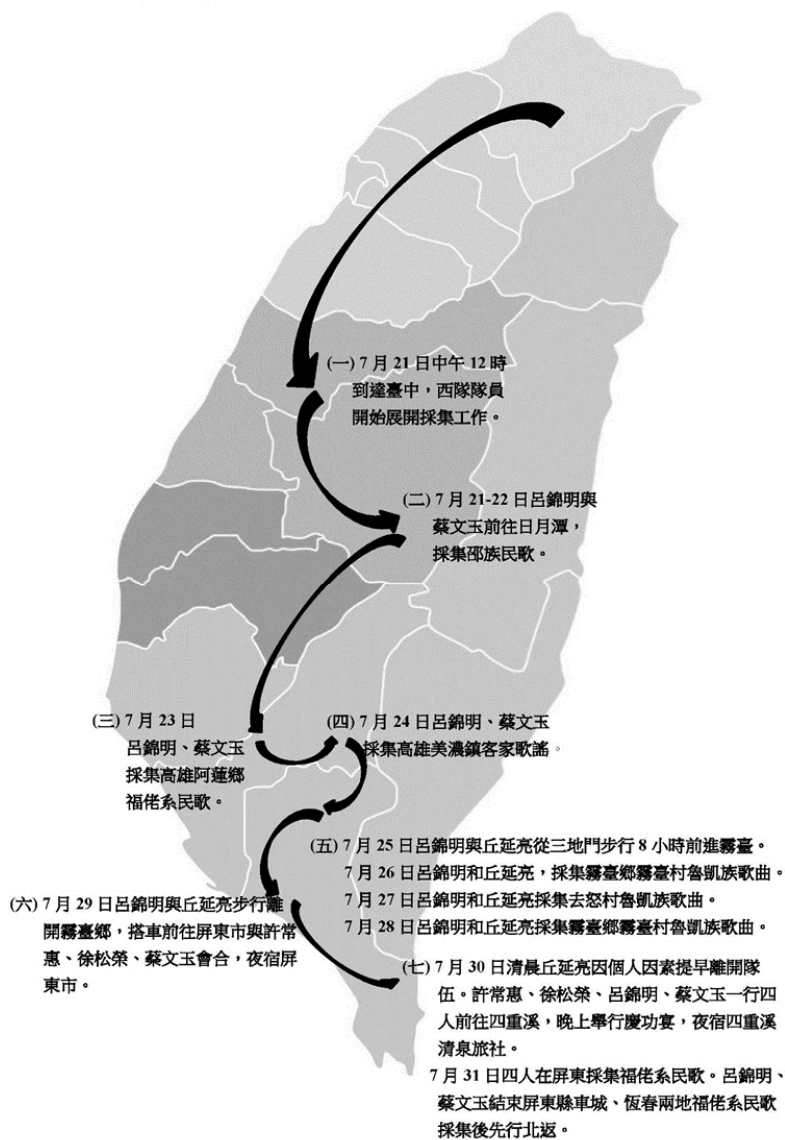 (一) 7 月 21 日中午 12 時
到達臺中，西隊隊員
開始展開採集工作。
(二) 7 月 21-22 日呂錦明與
蔡文玉前往日月潭，
採集邵族民歌。
(三) 7 月 23 日
呂錦明、蔡文玉
採集高雄阿蓮鄉
福佬系民歌。
(四) 7 月 24 日呂錦明、蔡文玉
採集高雄美濃鎮客家歌謠。
(五) 7 月 25 日呂錦明與丘延亮從三地門步行 8 小時前進霧臺。
7 月 26 日呂錦明和丘延亮，採集霧臺鄉霧臺村魯凱族歌曲。
7 月 27 日呂錦明和丘延亮採集去怒村魯凱族歌曲。
7 月 28 日呂錦明和丘延亮採集霧臺鄉霧臺村魯凱族歌曲。
(六) 7 月 29 日呂錦明與丘延亮步行離
開霧臺鄉，搭車前往屏東市與許常
惠、徐松榮、蔡文玉會合，夜宿屏
東市。
(七) 7 月 30 日清晨丘延亮因個人因素提早離開隊
伍。許常惠、徐松榮、呂錦明、蔡文玉一行四
人前往四重溪，晚上舉行慶功宴，夜宿四重溪
清泉旅社。
7 月 31 日四人在屏東採集福佬系民歌。呂錦明、
蔡文玉結束屏東縣車城、恆春兩地福佬系民歌
採集後先行北返。